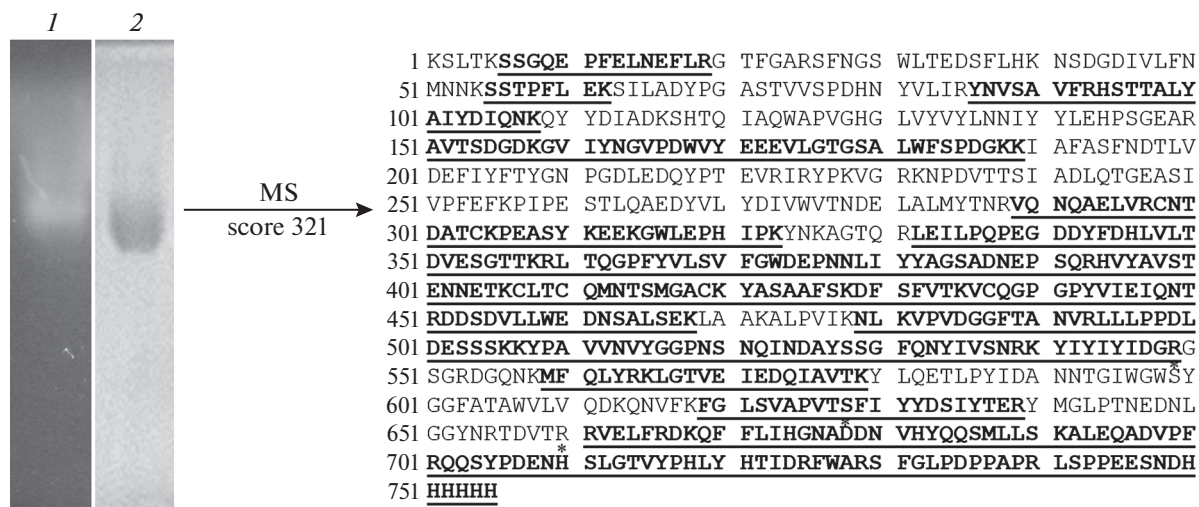 1 2
MS
score 321
1 KSLTKSSGQE PFELNEFLRG TFGARSFNGS WLTEDSFLHK NSDGDIVLFN
51 MNNKSSTPFL EKSILADYPG ASTVVSPDHN YVLIRYNVSA VFRHSTTALY
101 AIYDIQNKQY YDIADKSHTQ IAQWAPVGHG LVYVYLNNIY YLEHPSGEAR
151 AVTSDGDKGV IYNGVPDWVY EEEVLGTGSA LWFSPDGKKI AFASFNDTLV
201 DEFIYFTYGN PGDLEDQYPT EVRIRYPKVG RKNPDVTTSI ADLQTGEASI
251 VPFEFKPIPE STLQAEDYVL YDIVWVTNDE LALMYTNRVQ NQAELVRCNT
301 DATCKPEASY KEEKGWLEPH IPKYNKAGTQ RLEILPQPEG DDYFDHLVLT
351 DVESGTTKRL TQGPFYVLSV FGWDEPNNLI YYAGSADNEP SQRHVYAVST
401 ENNETKCLTC QMNTSMGACK YASAAFSKDF SFVTKVCQGP GPYVIEIQNT
451 RDDSDVLLWE DNSALSEKLA AKALPVIKNL KVPVDGGFTA NVRLLLPPDL
501 DESSSKKYPA VVNVYGGPNS NQINDAYSSG FQNYIVSNRK YIYIYIDGRG
*
551 SGRDGQNKMF QLYRKLGTVE IEDQIAVTKY LQETLPYIDA NNTGIWGWSY
601 GGFATAWVLV QDKQNVFKFG LSVAPVTSFI YYDSIYTERY MGLPTNEDNL
*
651 GGYNRTDVTR RVELFRDKQF FLIHGNADDN VHYQQSMLLS KALEQADVPF
*
701 RQQSYPDENH SLGTVYPHLY HTIDRFWARS FGLPDPPAPR LSPPEESNDH
751 HHHHH